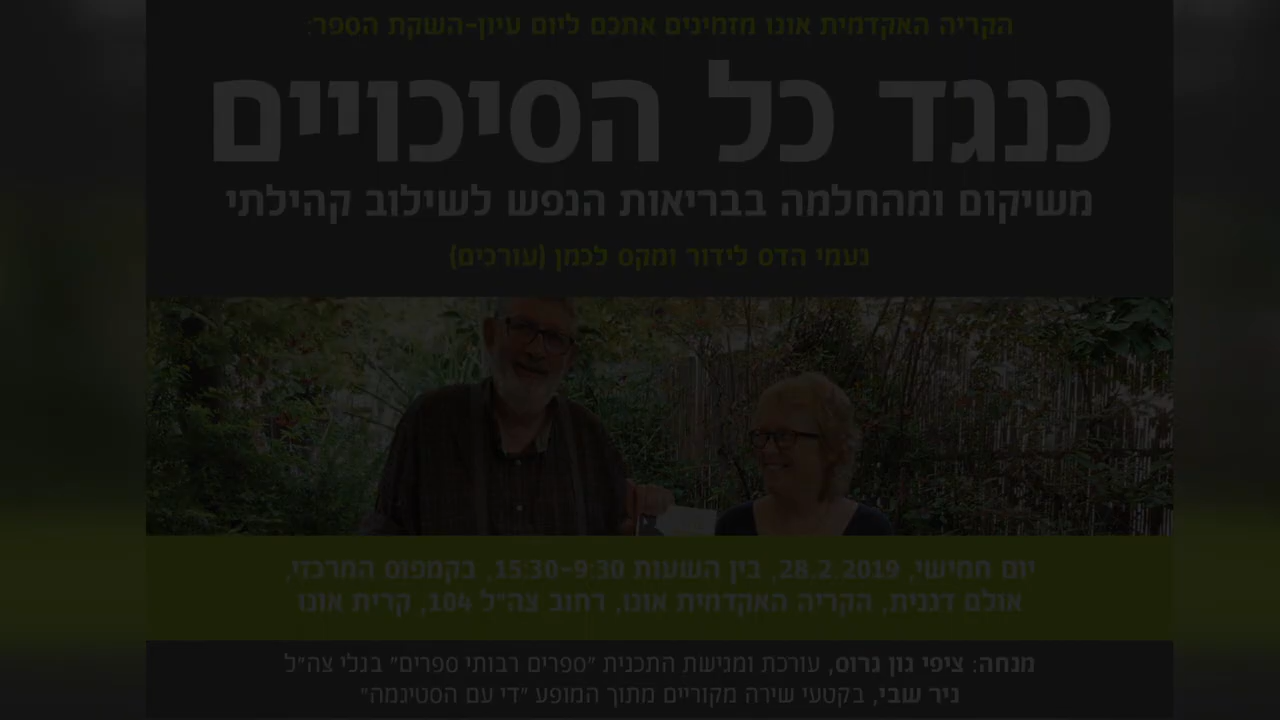 הקריה האקדמית אונו מזמינים אתכם ליום עיון-השקת הספר:
כנגד כל הסיכויים
משיקום ומהחלמה בבריאות הנפש לשילוב קהילתי
נעמי הדס לידור ומקס לכמן (עורכים)
יום חמישי, 28.2.2019, בין השעות 9:30-15:30, בקמפוס המרכזי,
אולם דגנית, הקריה האקדמית אונו, רחוב צה"ל 104, קרית אונו
מנחה: ציפי גון גרוס, עורכת ומגישת התכנית "ספרים רבותי ספרים" בגלי צה"ל
ניר שבי, בקטעי שירה מקוריים מתוך המופע "די עם הסטיגמה"